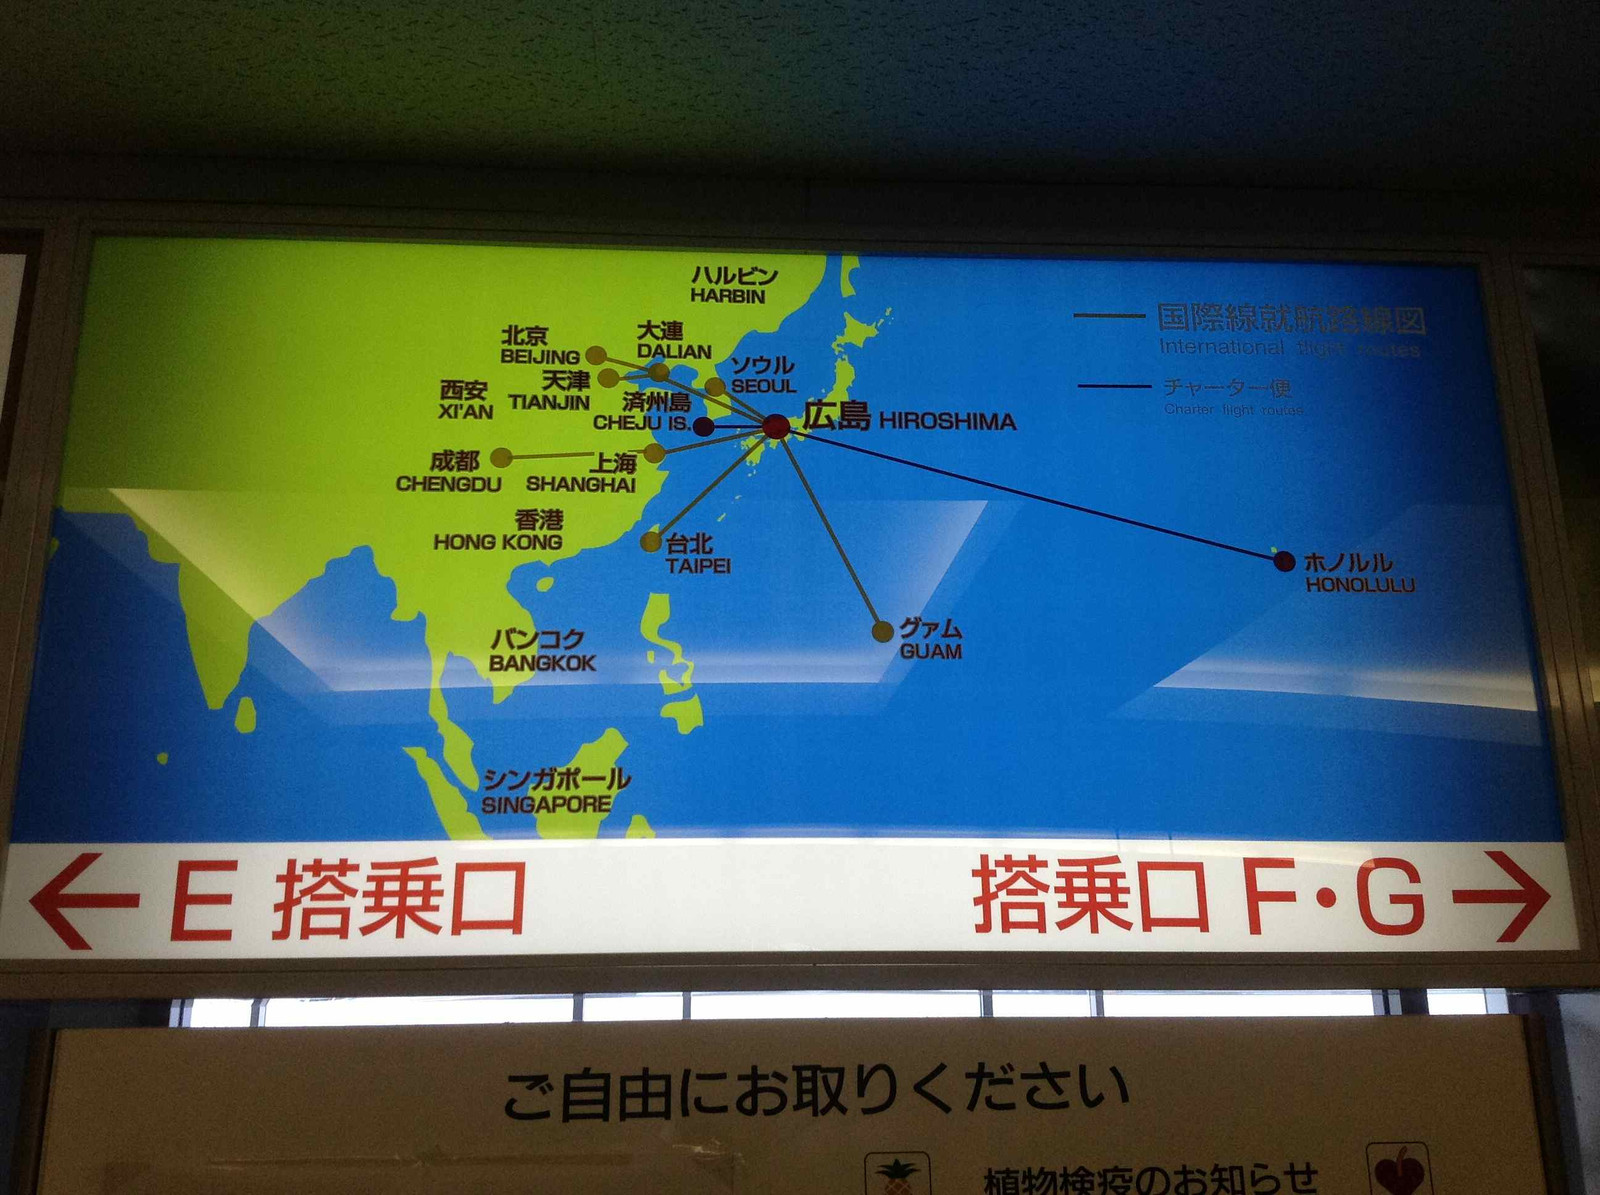 ハルビン
HARBIN
国際線就航路線図
International flight routes
北京
BEIJING
大連
DALIAN
ソウル
SEOUL
チャーター便
Charter flight routes
天津
TIANJIN
西安
XI'AN
済州島
CHEJU IS.
広島 HIROSHIMA
成都
CHENGDU
上海
SHANGHAI
香港
HONG KONG
台北
TAIPEI
ホノルル
HONOLULU
グァム
GUAM
バンコク
BANGKOK
シンガポール
SINGAPORE
← E 搭乗口
搭乗口 F・G →
ご自由にお取りください
植物検疫のお知らせ